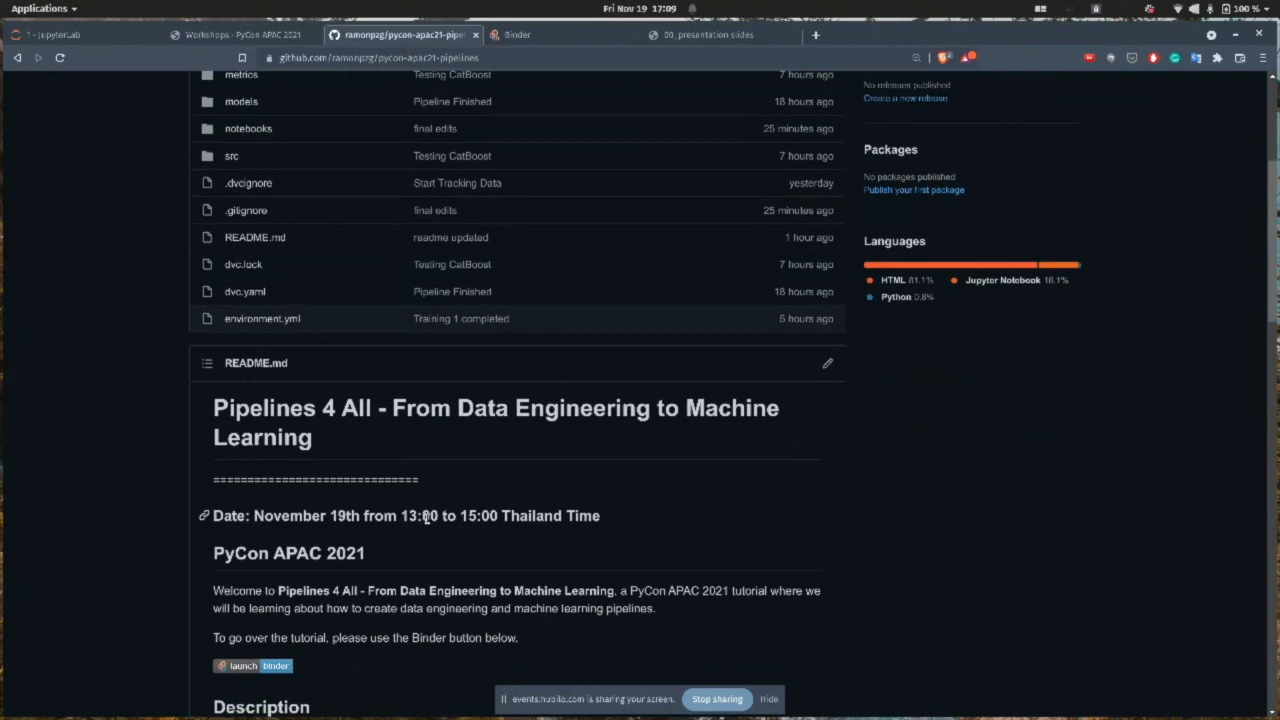 Applications
Fri Nov 19 17:09
100 %
1 - JupyterLab
Workshops - PyCon APAC 2021
ramonpzg/pycon-apac21-pipel
Binder
00_presentation slides
github.com/ramonpzg/pycon-apac21-pipelines
metrics Testing CatBoost 7 hours ago
models Pipeline Finished 18 hours ago
notebooks final edits 25 minutes ago
src Testing CatBoost 7 hours ago
.dvcignore Start Tracking Data yesterday
.gitignore final edits 25 minutes ago
README.md readme updated 1 hour ago
dvc.lock Testing CatBoost 7 hours ago
dvc.yaml Pipeline Finished 18 hours ago
environment.yml Training 1 completed 5 hours ago
No releases published
Create a new release
Packages
No packages published
Publish your first package
Languages
HTML 81.1% Jupyter Notebook 18.1%
Python 0.8%
README.md
Pipelines 4 All - From Data Engineering to Machine
Learning
==============================
Date: November 19th from 13:00 to 15:00 Thailand Time
PyCon APAC 2021
Welcome to Pipelines 4 All - From Data Engineering to Machine Learning, a PyCon APAC 2021 tutorial where we
will be learning about how to create data engineering and machine learning pipelines.
To go over the tutorial, please use the Binder button below.
launch binder
Description
events.hubilo.com is sharing your screen. Stop sharing Hide